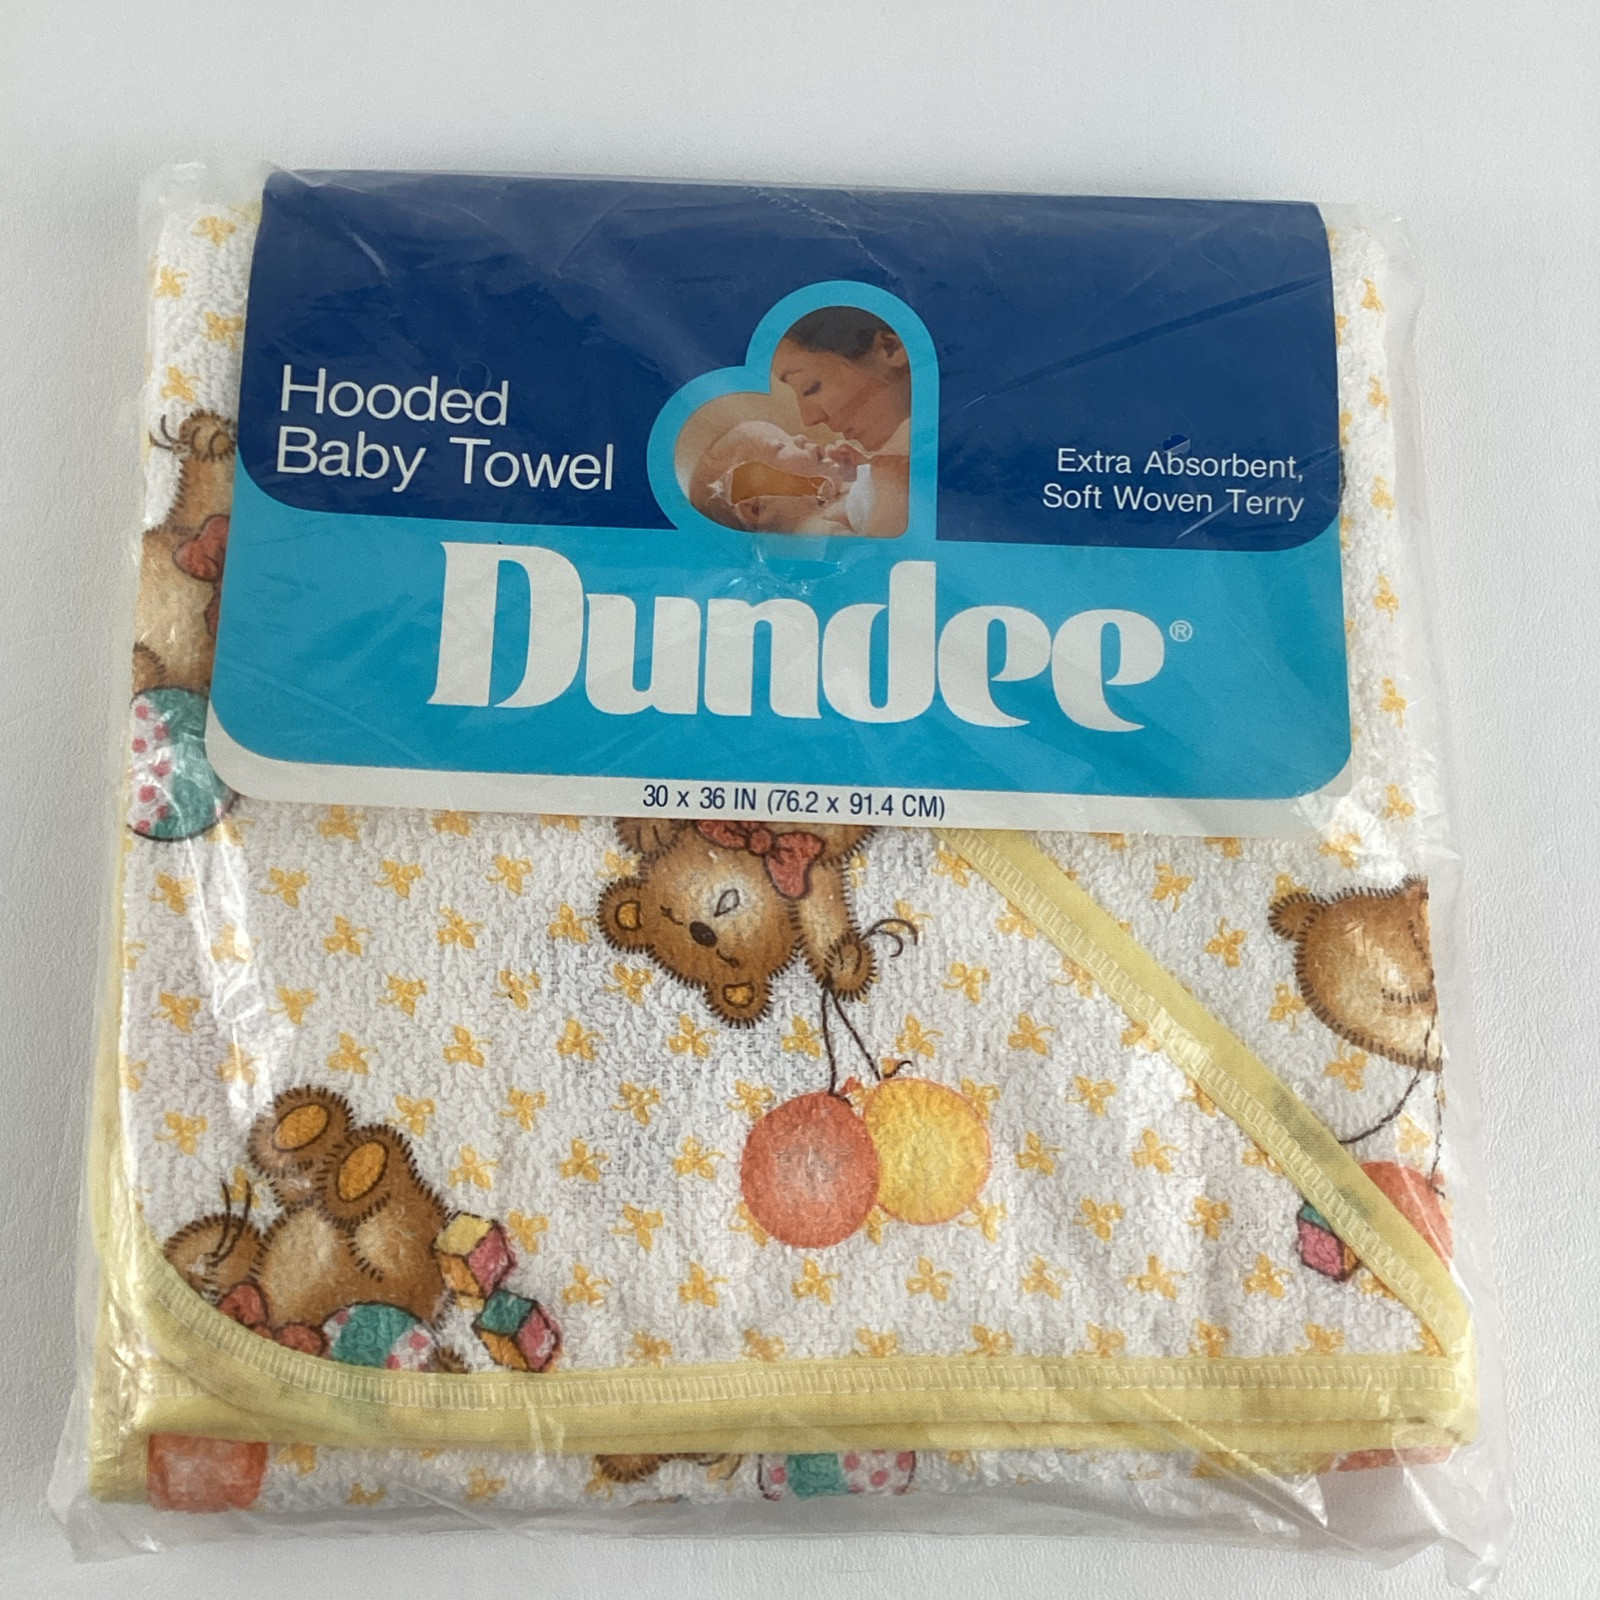 Hooded
Baby Towel
Extra Absorbent,
Soft Woven Terry
Dundee®
30 x 36 IN (76.2 x 91.4 CM)